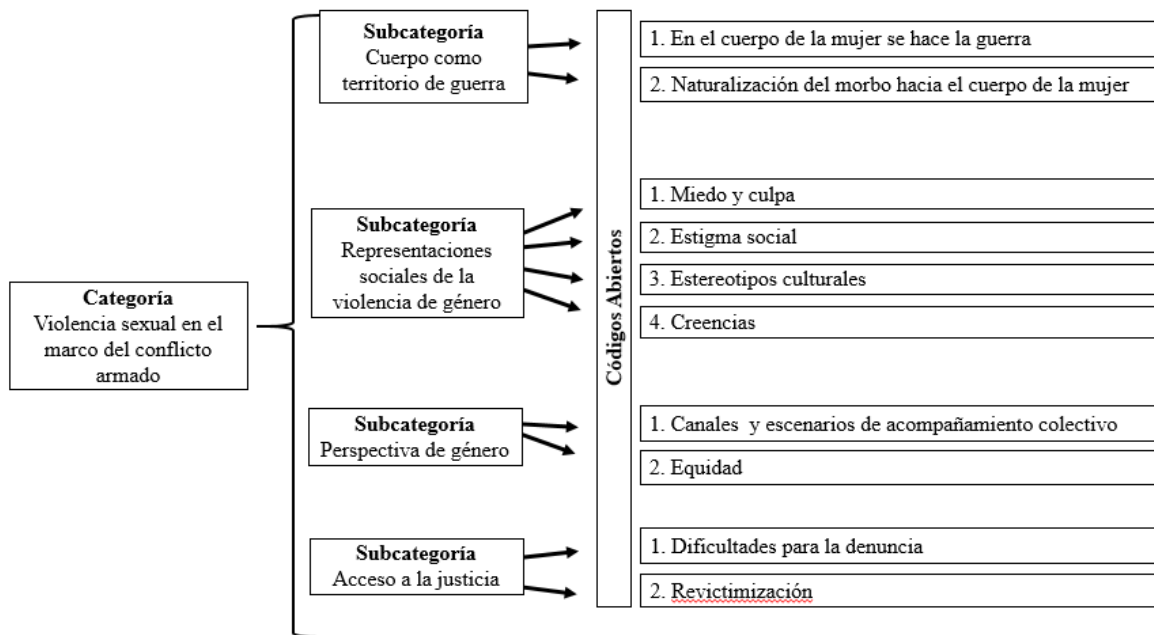 Categoría
Violencia sexual en el
marco del conflicto
armado
Subcategoría
Cuerpo como
territorio de guerra
Subcategoría
Representaciones
sociales de la
violencia de género
Subcategoría
Perspectiva de género
Subcategoría
Acceso a la justicia
Códigos Abiertos
1. En el cuerpo de la mujer se hace la guerra
2. Naturalización del morbo hacia el cuerpo de la mujer
1. Miedo y culpa
2. Estigma social
3. Estereotipos culturales
4. Creencias
1. Canales y escenarios de acompañamiento colectivo
2. Equidad
1. Dificultades para la denuncia
2. Revictimización